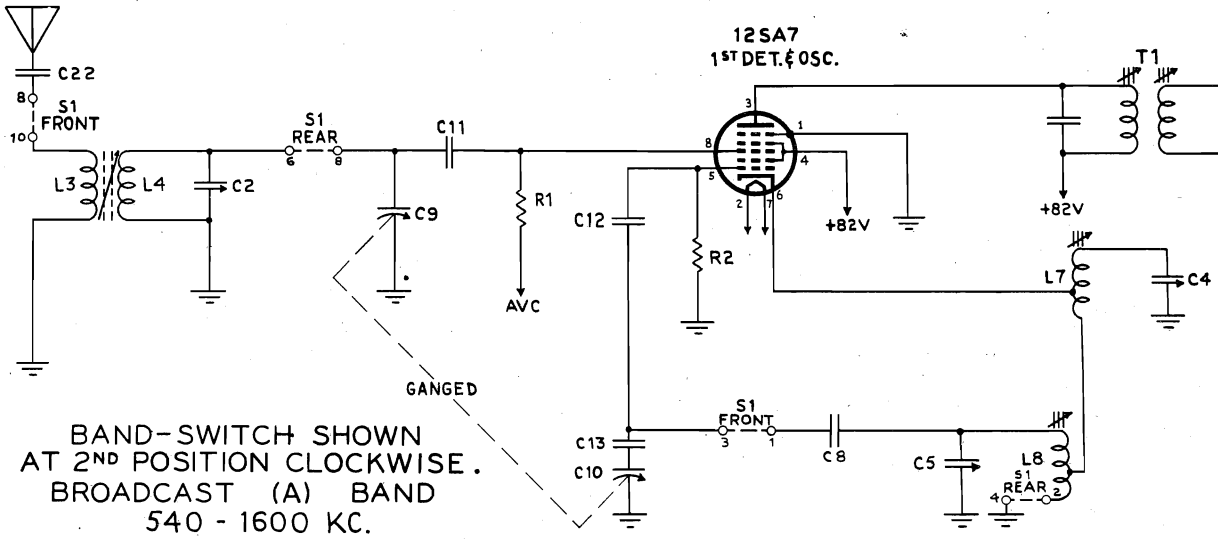 12SA7
1ST DET. & OSC.
T1
C22
8
S1
FRONT
10
L3
L4
C2
S1
REAR
6
8
C9
C11
R1
AVC
3
1
8
4
5
6
2
7
+82V
+82V
C12
R2
L7
C4
GANGED
S1
FRONT
3
1
C13
C10
C8
C5
L8
S1
REAR
4
2
BAND-SWITCH SHOWN
AT 2ND POSITION CLOCKWISE.
BROADCAST (A) BAND
540 - 1600 KC.